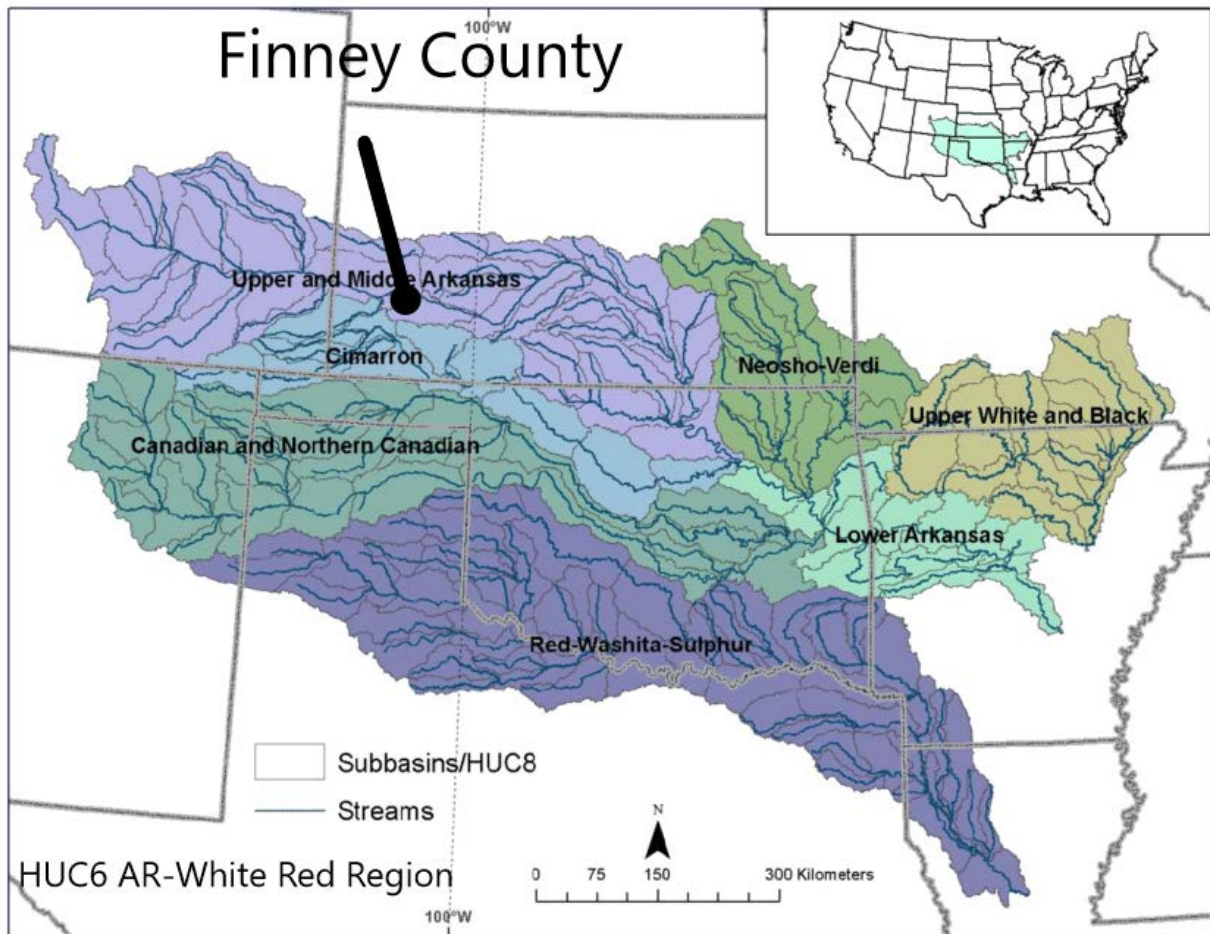 100°W
Finney County
Upper and Middle Arkansas
Cimarron
Neosho-Verdi
Upper White and Black
Canadian and Northern Canadian
Lower Arkansas
Red-Washita-Sulphur
Subbasins/HUC8
Streams
N
HUC6 AR-White Red Region
0 75 150 300 Kilometers
100°W